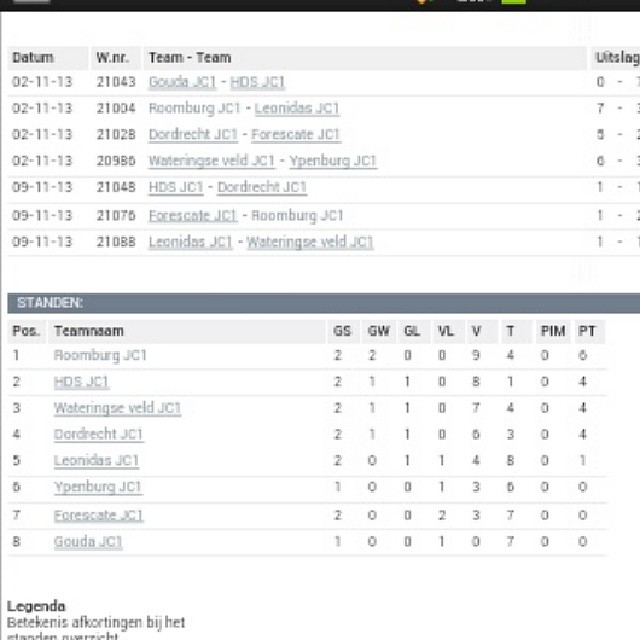 Datum W.nr. Team - Team Uitslag
02-11-13 21043 Gouda JC1 - HDS JC1 0 -
02-11-13 21004 Roomburg JC1 - Leonidas JC1 7 -
02-11-13 21028 Dordrecht JC1 - Forescate JC1 5 -
02-11-13 20986 Wateringse veld JC1 - Ypenburg JC1 6 -
09-11-13 21048 HDS JC1 - Dordrecht JC1 1 -
09-11-13 21076 Forescate JC1 - Roomburg JC1 1 -
09-11-13 21088 Leonidas JC1 - Wateringse veld JC1 1 -
STANDEN:
Pos. Teamnaam GS GW GL VL V T PIM PT
1 Roomburg JC1 2 2 0 0 9 4 0 6
2 HDS JC1 2 1 1 0 8 1 0 4
3 Wateringse veld JC1 2 1 1 0 7 4 0 4
4 Dordrecht JC1 2 1 1 0 6 3 0 4
5 Leonidas JC1 2 0 1 1 4 8 0 1
6 Ypenburg JC1 1 0 0 1 3 6 0 0
7 Forescate JC1 2 0 0 2 3 7 0 0
8 Gouda JC1 1 0 0 1 0 7 0 0
Legenda
Betekenis afkortingen bij het
standen overzicht